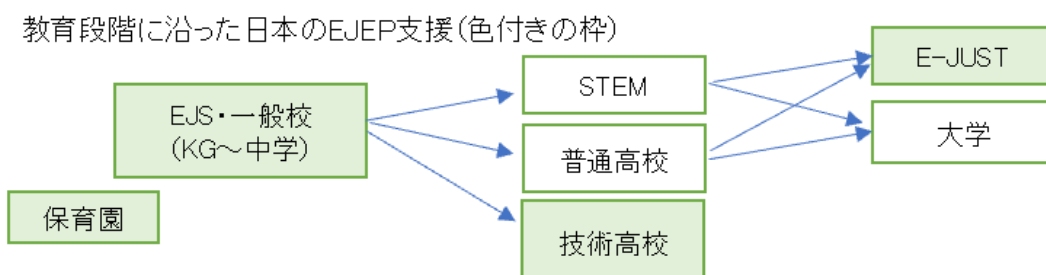 教育段階に沿った日本のEJEP支援(色付きの枠)
EJS・一般校
(KG～中学)
保育園
STEM
普通高校
技術高校
E-JUST
大学